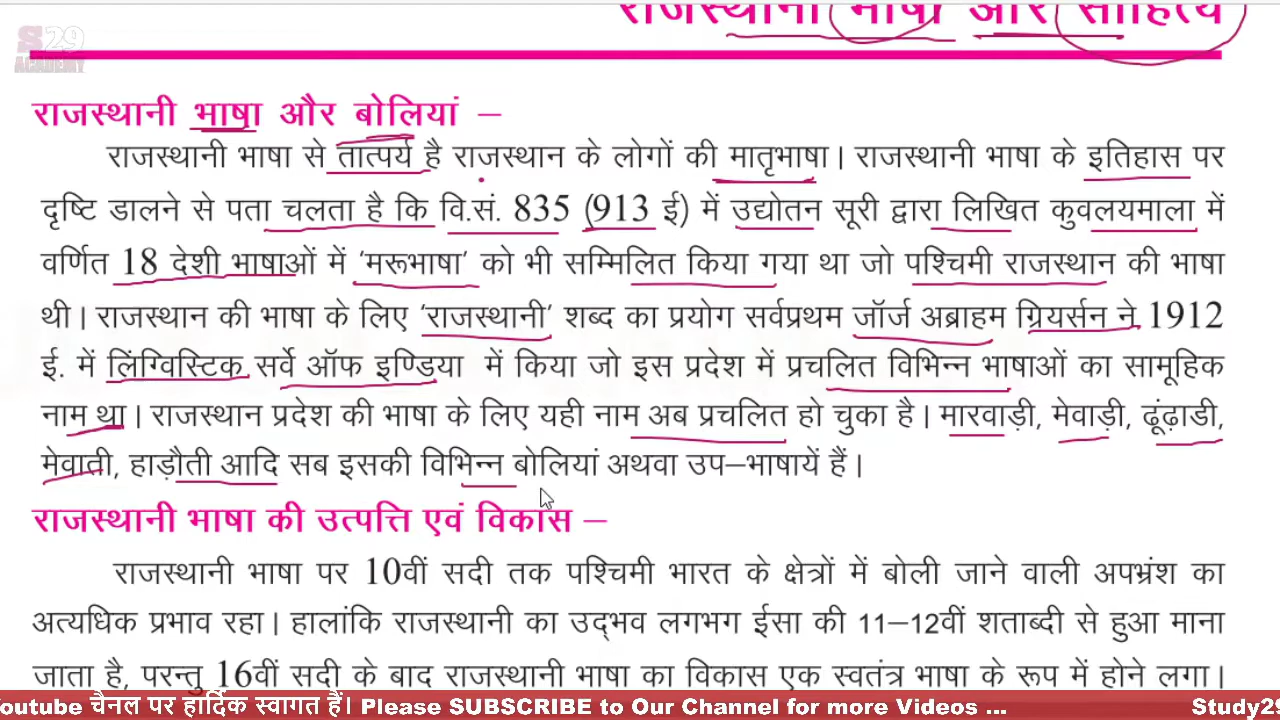 राजस्थानी भाषा और साहित्य
S29
ACADEMY
राजस्थानी भाषा और बोलियां –
राजस्थानी भाषा से तात्पर्य है राजस्थान के लोगों की मातृभाषा। राजस्थानी भाषा के इतिहास पर
दृष्टि डालने से पता चलता है कि वि.सं. 835 (913 ई) में उद्योतन सूरी द्वारा लिखित कुवलयमाला में
वर्णित 18 देशी भाषाओं में 'मरूभाषा' को भी सम्मिलित किया गया था जो पश्चिमी राजस्थान की भाषा
थी। राजस्थान की भाषा के लिए 'राजस्थानी' शब्द का प्रयोग सर्वप्रथम जॉर्ज अब्राहम ग्रियर्सन ने 1912
ई. में लिंग्विस्टिक सर्वे ऑफ इण्डिया में किया जो इस प्रदेश में प्रचलित विभिन्न भाषाओं का सामूहिक
नाम था। राजस्थान प्रदेश की भाषा के लिए यही नाम अब प्रचलित हो चुका है। मारवाड़ी, मेवाड़ी, ढूंढ़ाडी,
मेवाती, हाड़ौती आदि सब इसकी विभिन्न बोलियां अथवा उप–भाषायें हैं।
राजस्थानी भाषा की उत्पत्ति एवं विकास –
राजस्थानी भाषा पर 10वीं सदी तक पश्चिमी भारत के क्षेत्रों में बोली जाने वाली अपभ्रंश का
अत्यधिक प्रभाव रहा। हालांकि राजस्थानी का उद्भव लगभग ईसा की 11–12वीं शताब्दी से हुआ माना
जाता है, परन्तु 16वीं सदी के बाद राजस्थानी भाषा का विकास एक स्वतंत्र भाषा के रूप में होने लगा।
outube चैनल पर हार्दिक स्वागत हैं। Please SUBSCRIBE to Our Channel for more Videos ... Study29